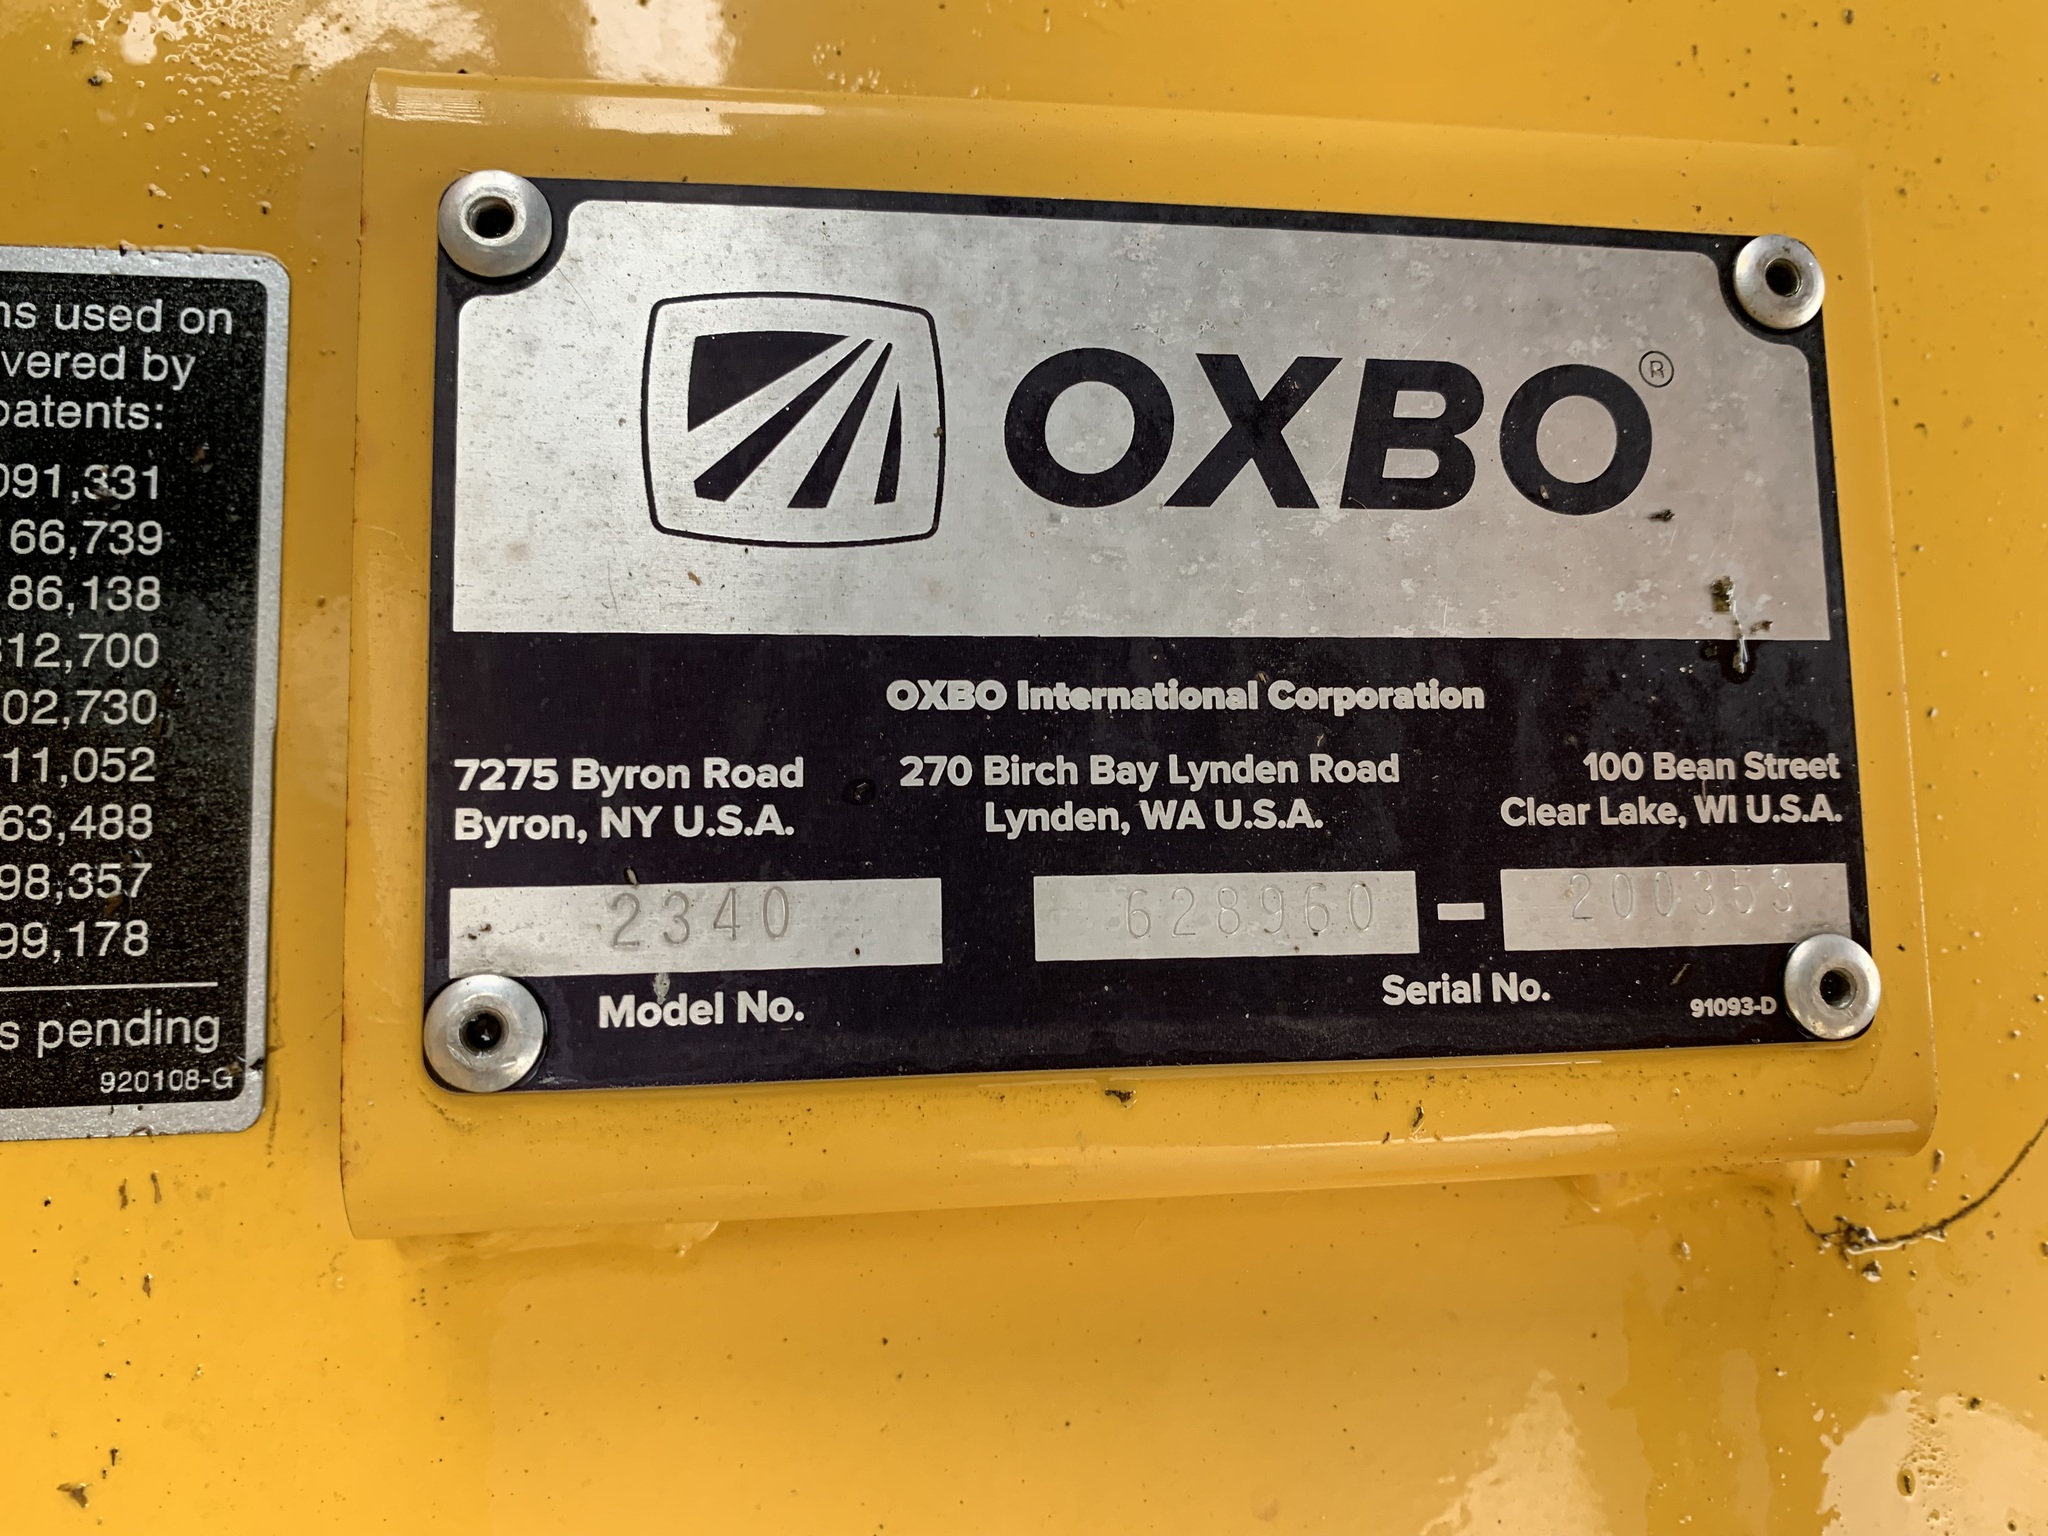 ns used on
vered by
patents:
091,331
166,739
186,138
312,700
02,730
11,052
63,488
98,357
99,178
s pending
920108-G
OXBO®
OXBO International Corporation
7275 Byron Road
Byron, NY U.S.A.
270 Birch Bay Lynden Road
Lynden, WA U.S.A.
100 Bean Street
Clear Lake, WI U.S.A.
2340
628960 - 200353
Model No.
Serial No.
91093-D